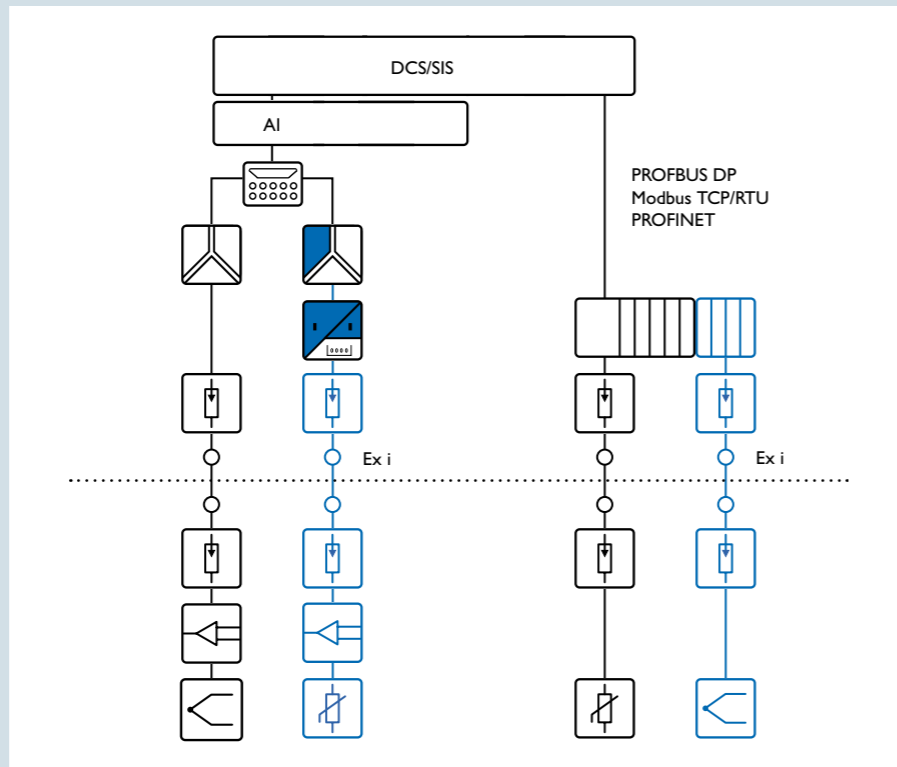 DCS/SIS
AI
PROFBUS DP
Modbus TCP/RTU
PROFINET
Ex i
Ex i